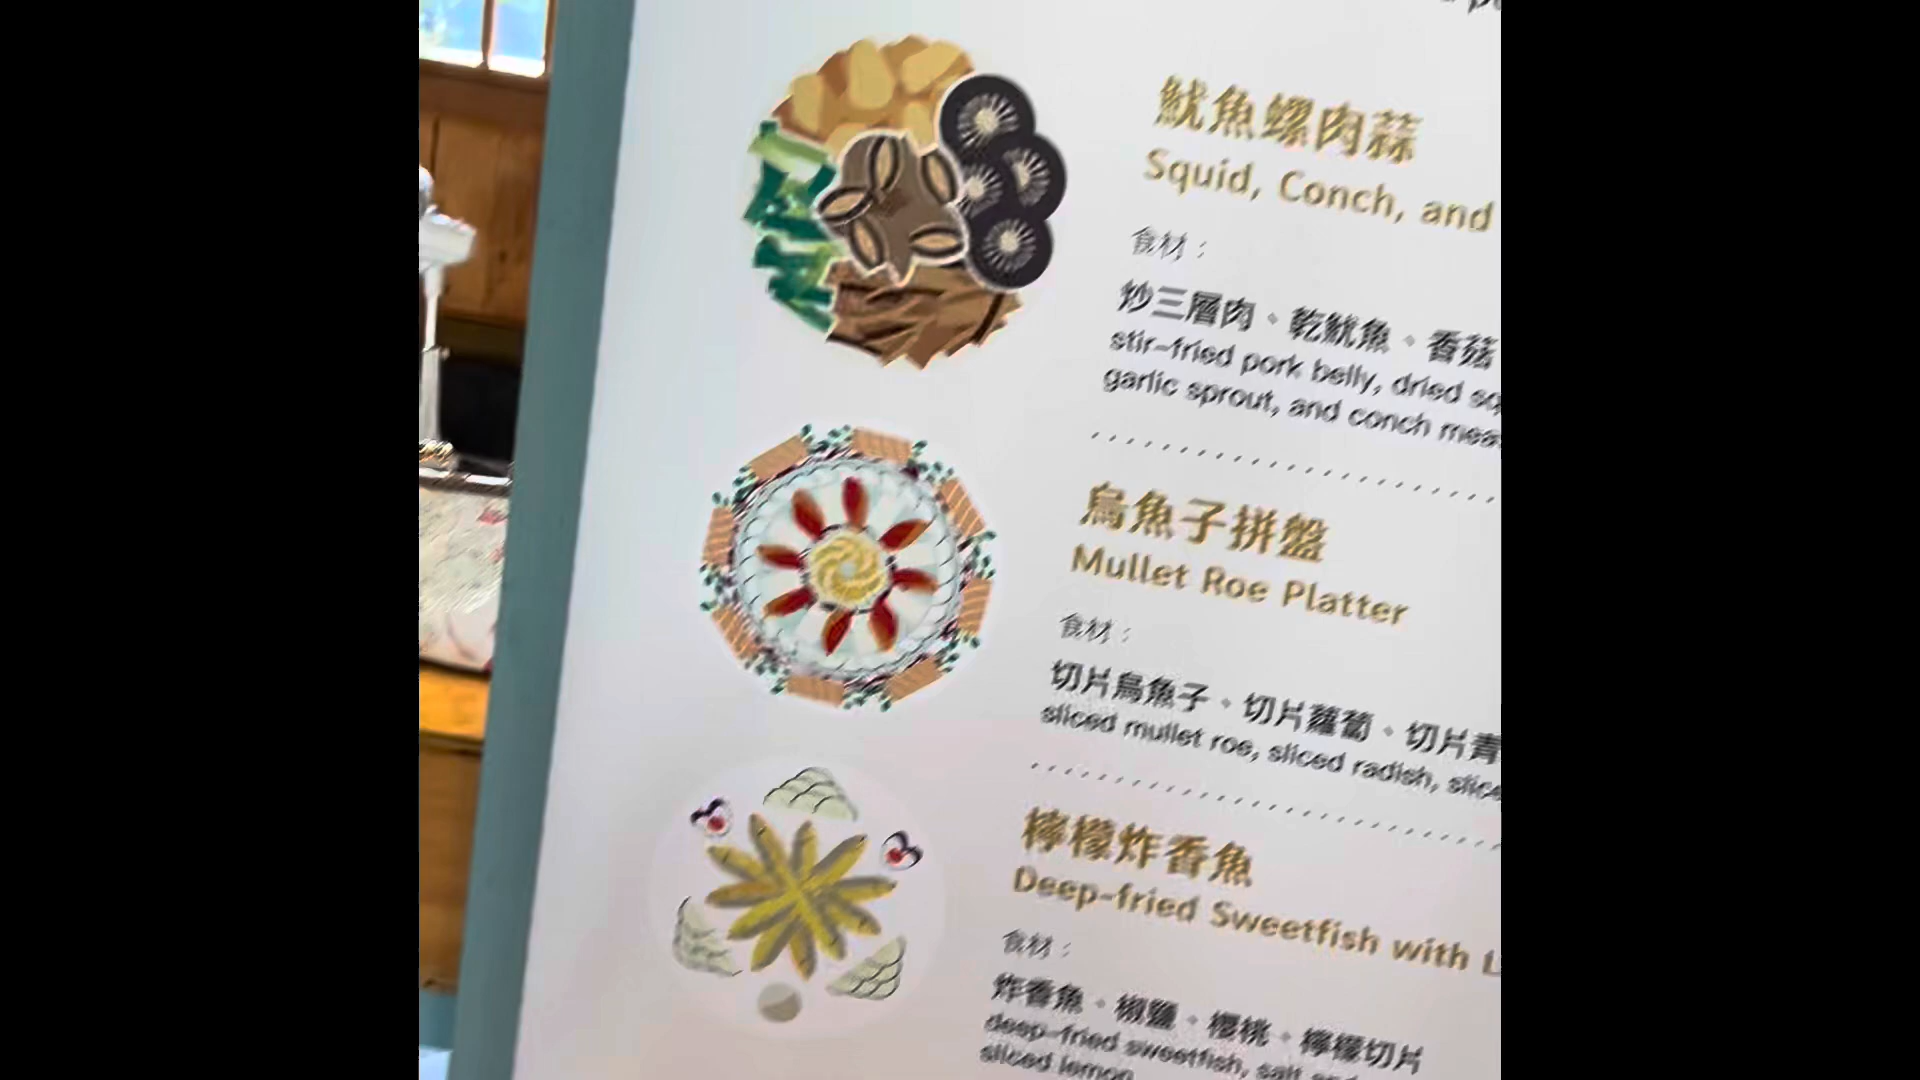 魷魚螺肉蒜
Squid, Conch, and
食材：
炒三層肉、乾魷魚、香菇
stir-fried pork belly, dried
garlic sprout, and conch
烏魚子拼盤
Mullet Roe Platter
食材：
切片烏魚子、切片蘿蔔、切片青
sliced mullet roe, sliced radish,
檸檬炸香魚
Deep-fried Sweetfish with
食材：
炸香魚、椒鹽、櫻桃、檸檬切片
deep-fried sweetfish, salt
sliced lemon